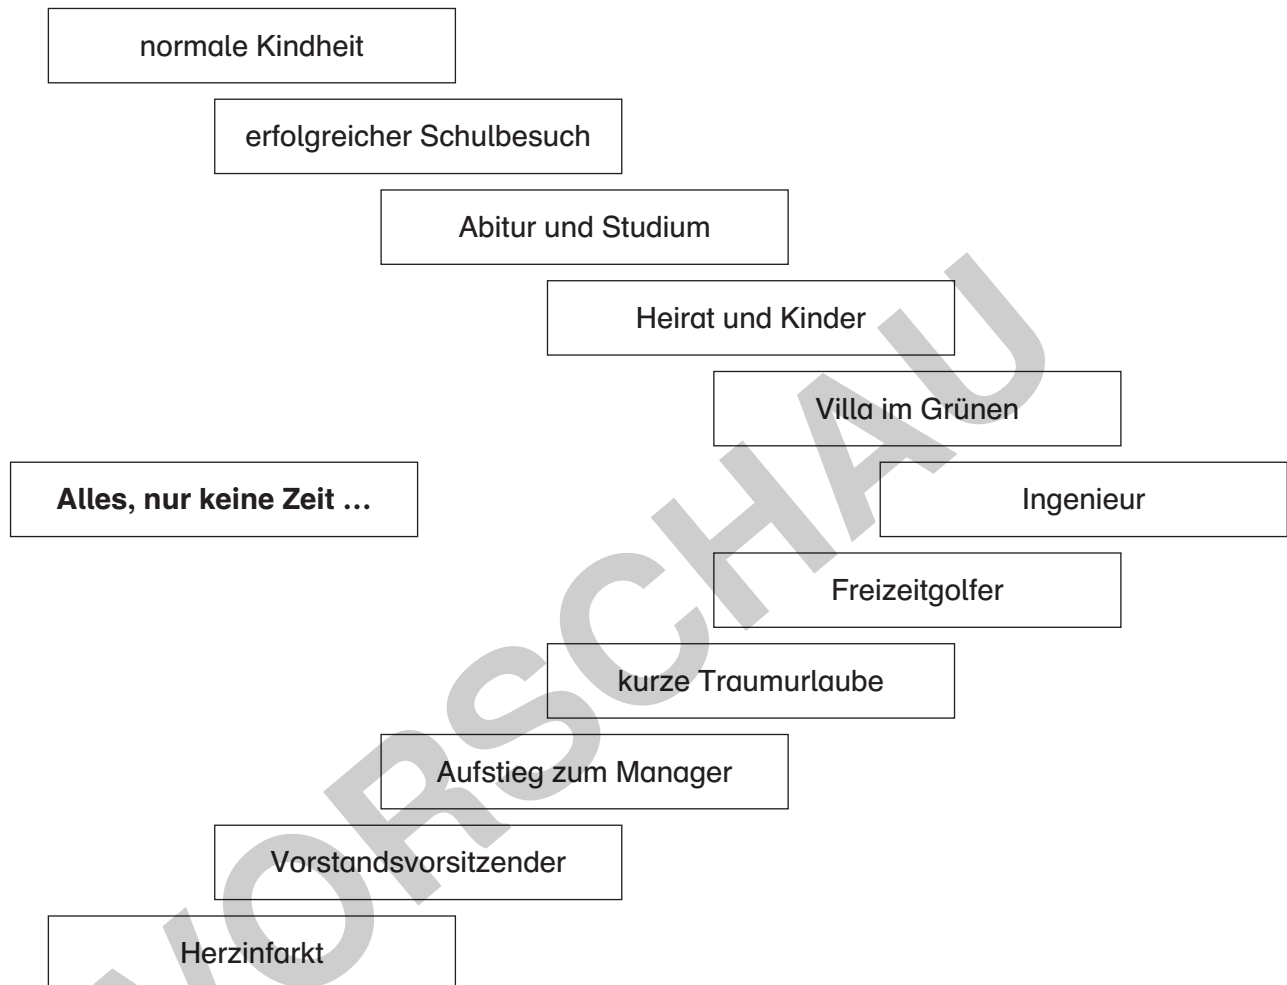 normale Kindheit
erfolgreicher Schulbesuch
Abitur und Studium
Heirat und Kinder
Villa im Grünen
Alles, nur keine Zeit ...
Ingenieur
Freizeitgolfer
kurze Traumurlaube
Aufstieg zum Manager
Vorstandsvorsitzender
Herzinfarkt
VORSCHAU